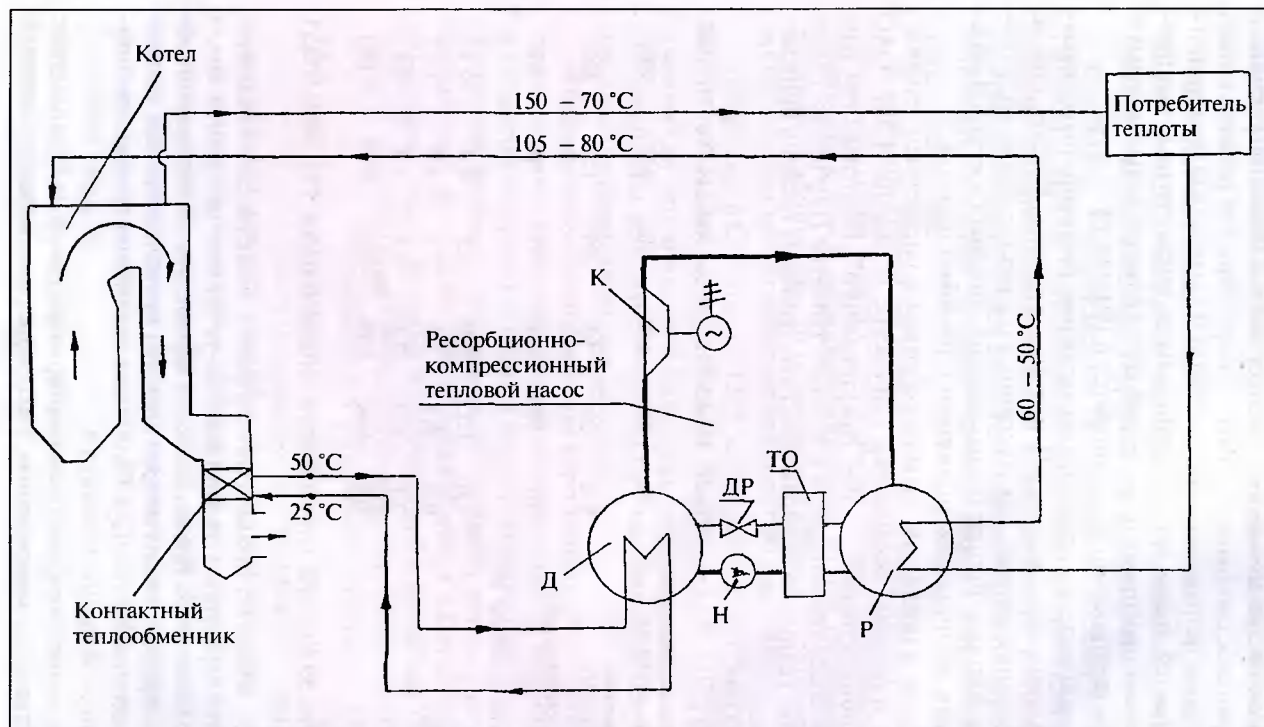 Котел
150 – 70 °C
105 – 80 °C
Потребитель
теплоты
К
Ресорбционно-
компрессионный
тепловой насос
60 – 50 °C
ТО
ДР
50 °C
25 °C
Д
Н
Р
Контактный
теплообменник